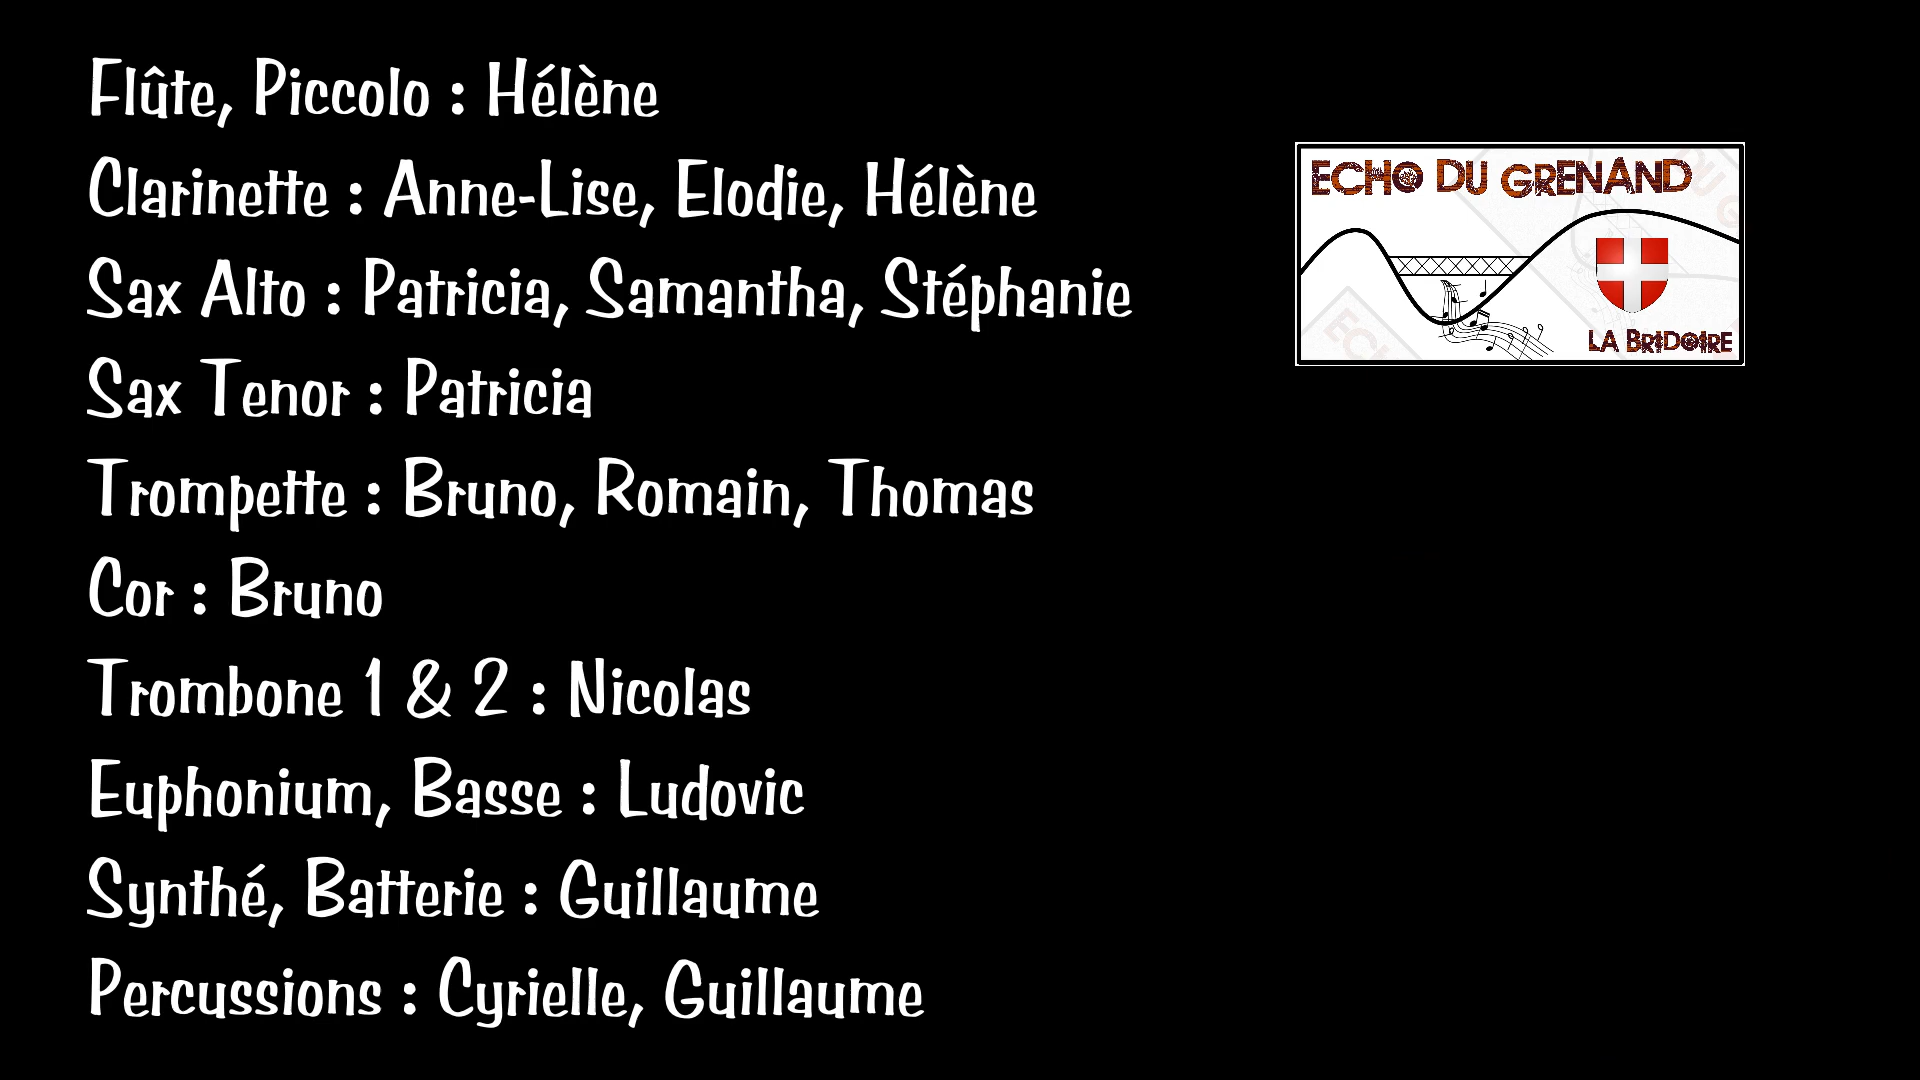 Flûte, Piccolo : Hélène
Clarinette : Anne-Lise, Elodie, Hélène
Sax Alto : Patricia, Samantha, Stéphanie
Sax Tenor : Patricia
Trompette : Bruno, Romain, Thomas
Cor : Bruno
Trombone 1 & 2 : Nicolas
Euphonium, Basse : Ludovic
Synthé, Batterie : Guillaume
Percussions : Cyrielle, Guillaume
ECHO DU GRENAND
LA BRIDOIRE